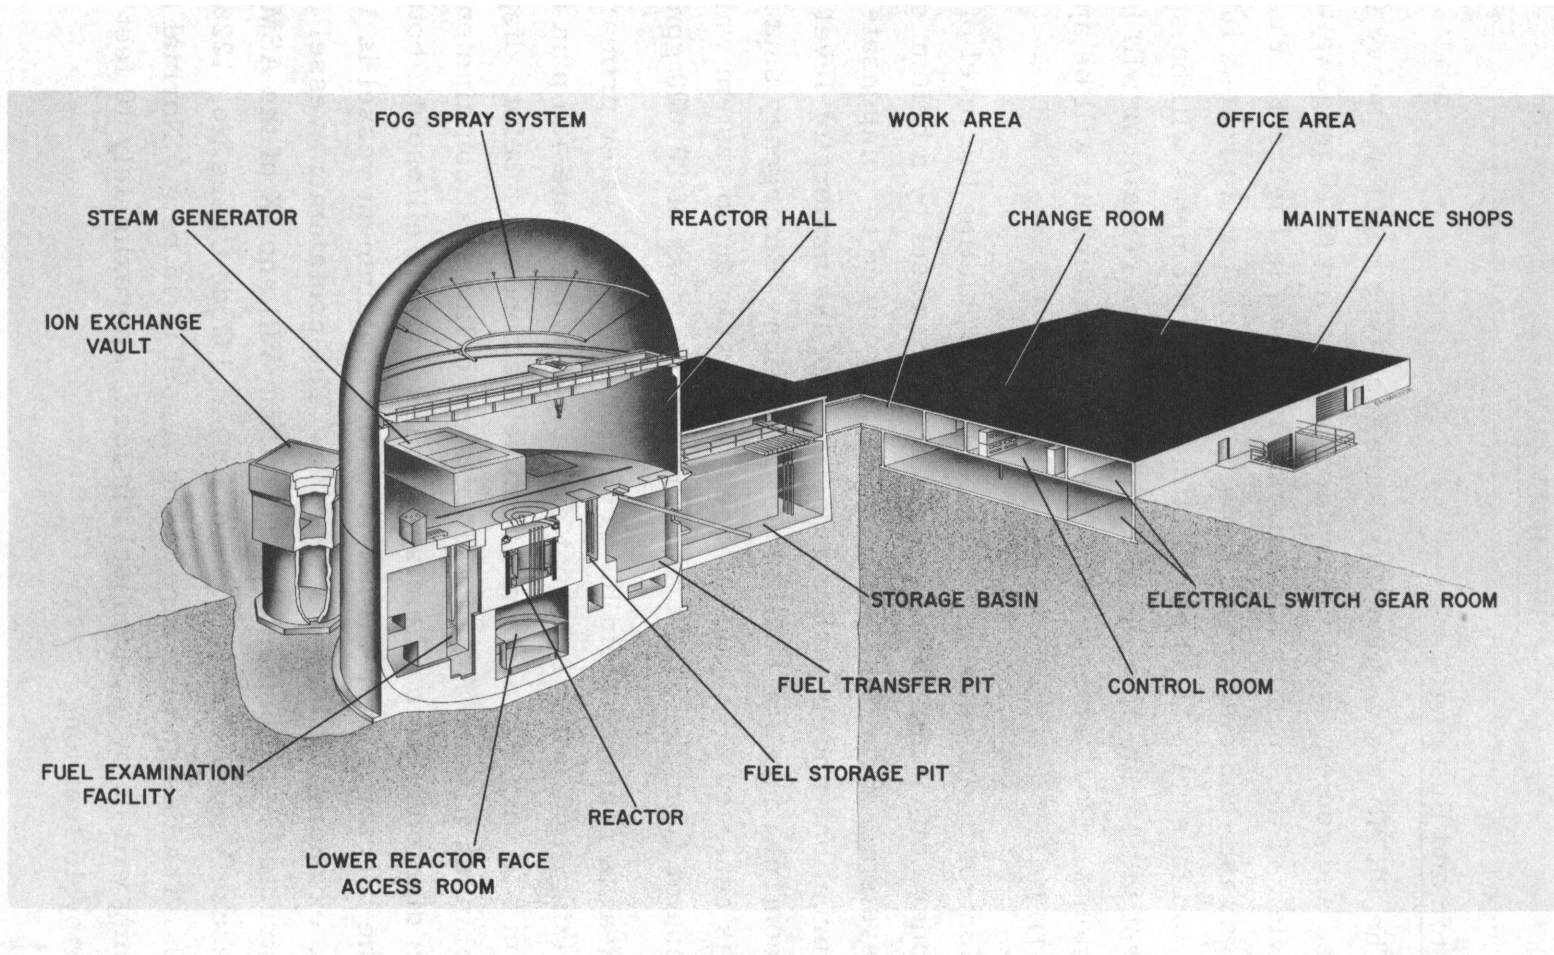 FOG SPRAY SYSTEM
WORK AREA
OFFICE AREA
STEAM GENERATOR
REACTOR HALL
CHANGE ROOM
MAINTENANCE SHOPS
ION EXCHANGE
VAULT
STORAGE BASIN
ELECTRICAL SWITCH GEAR ROOM
FUEL TRANSFER PIT
CONTROL ROOM
FUEL EXAMINATION
FACILITY
FUEL STORAGE PIT
REACTOR
LOWER REACTOR FACE
ACCESS ROOM